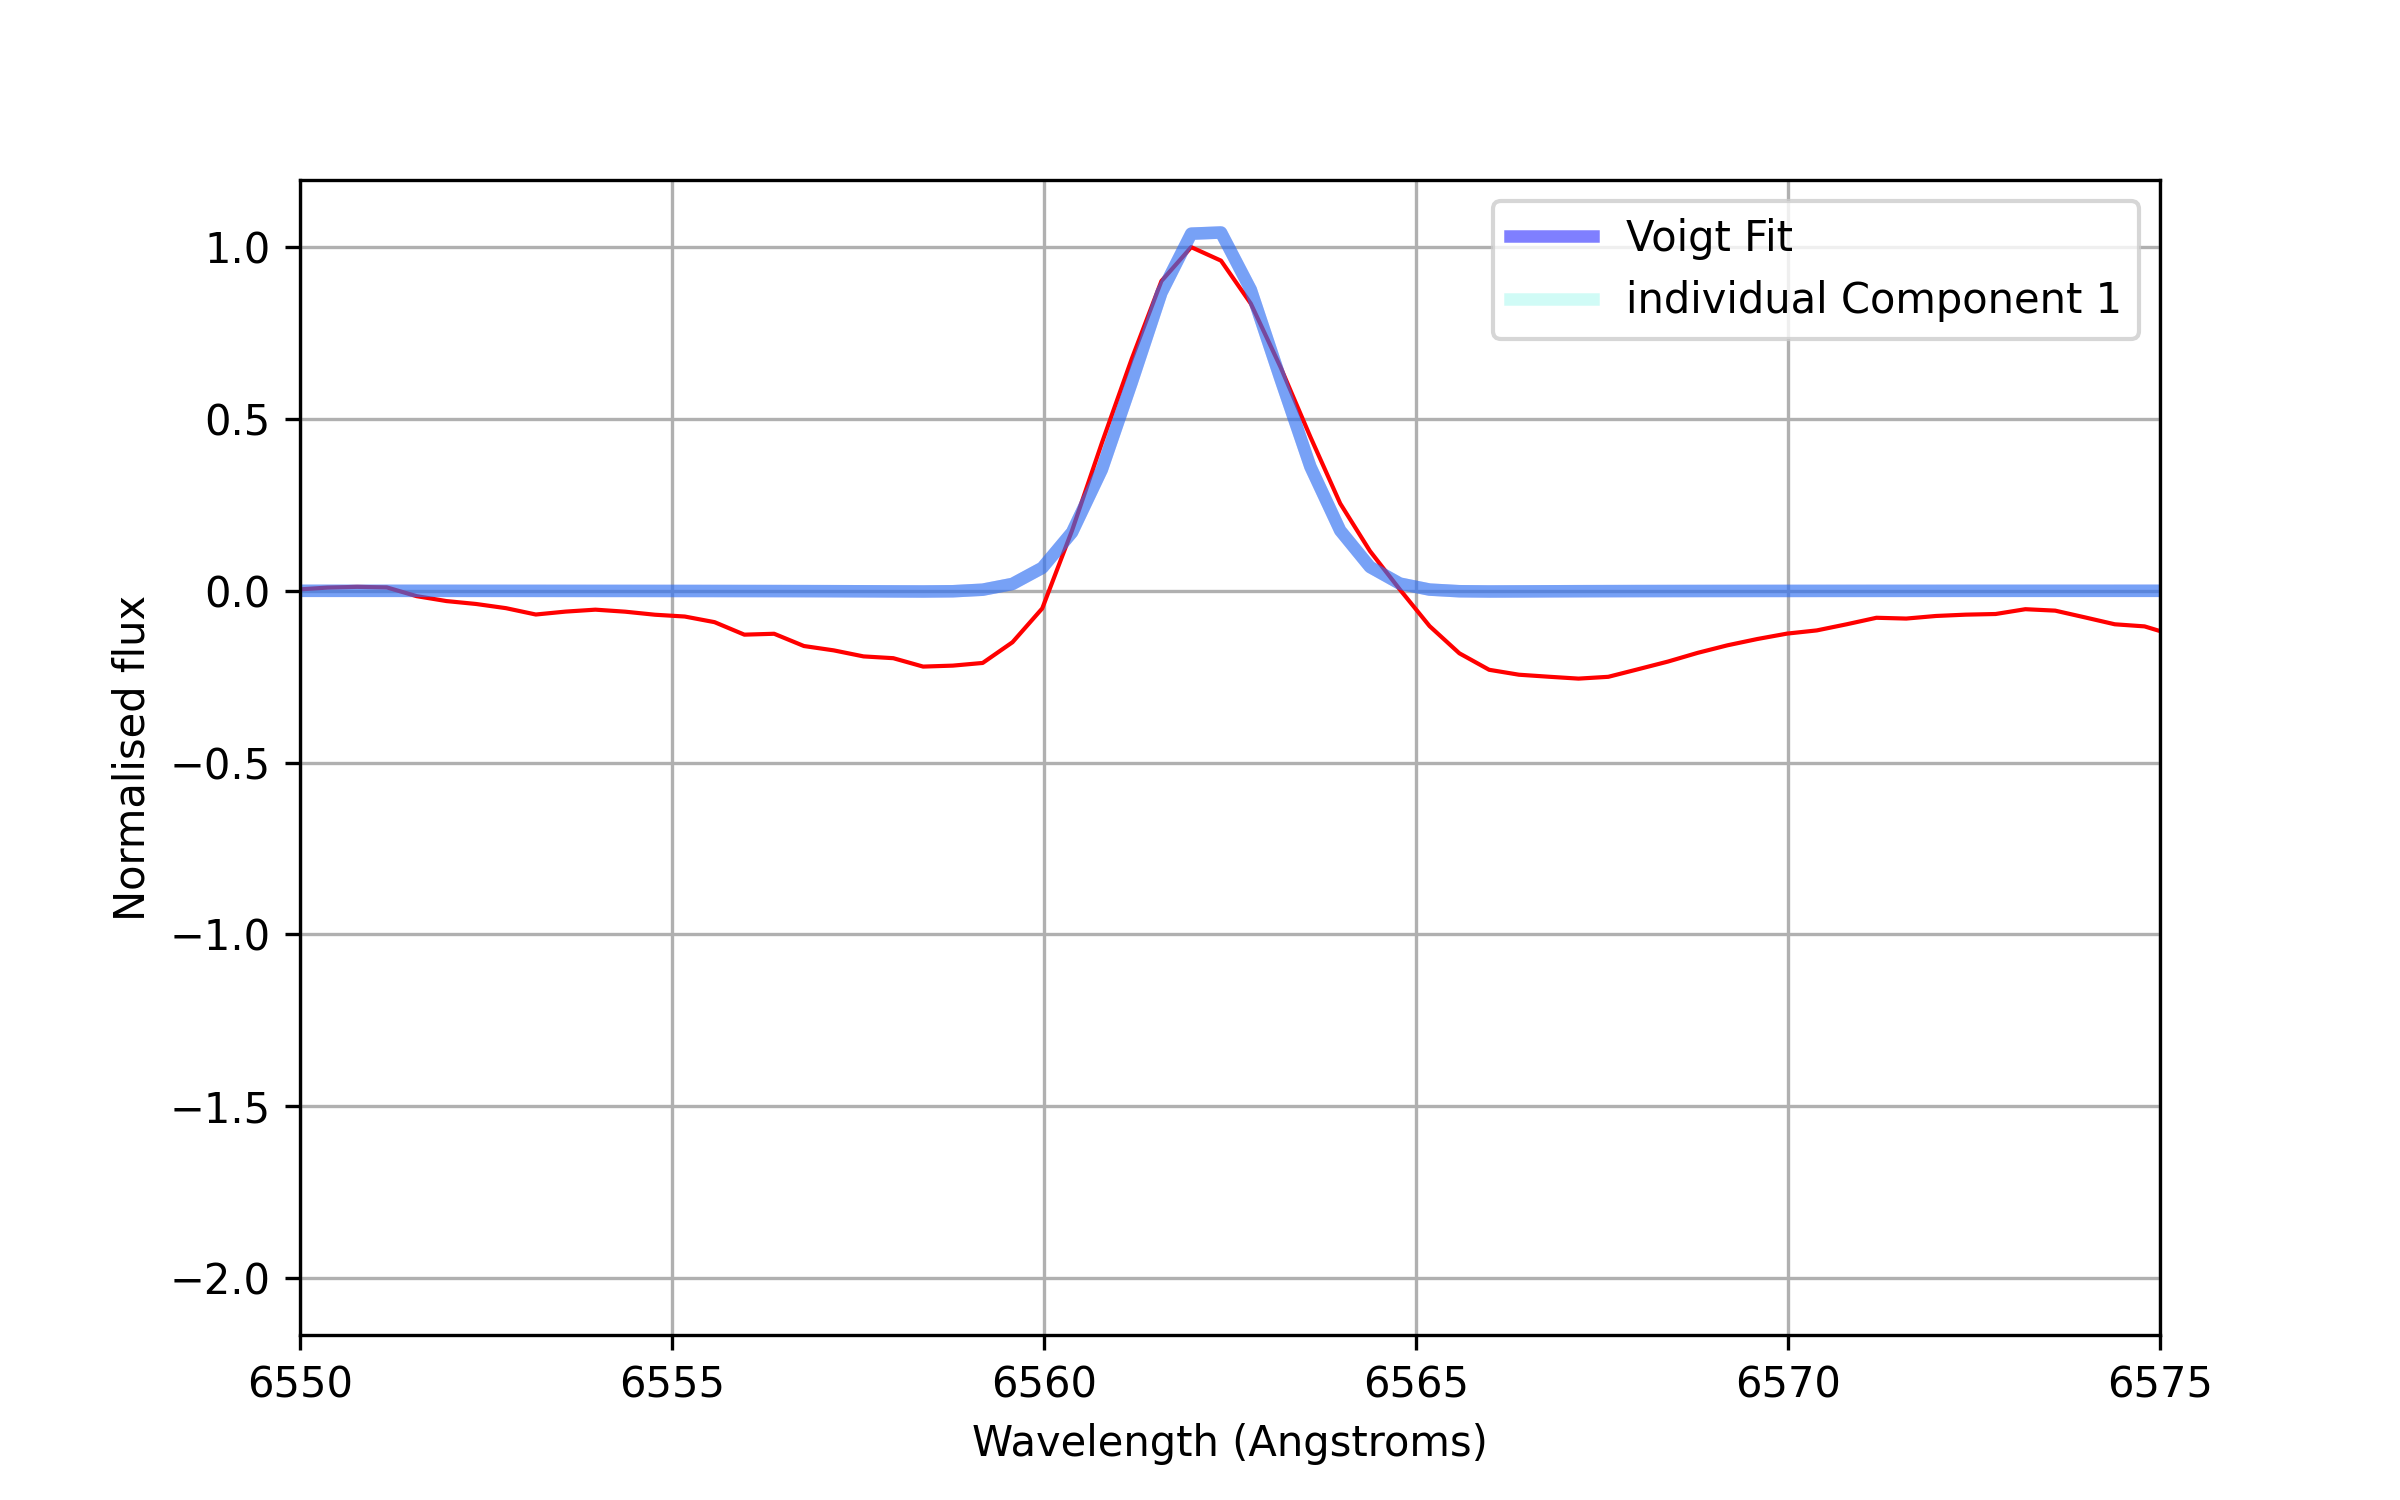 Voigt Fit
individual Component 1
1.0
0.5
0.0
−0.5
−1.0
−1.5
−2.0
Normalised flux
6550 6555 6560 6565 6570 6575
Wavelength (Angstroms)